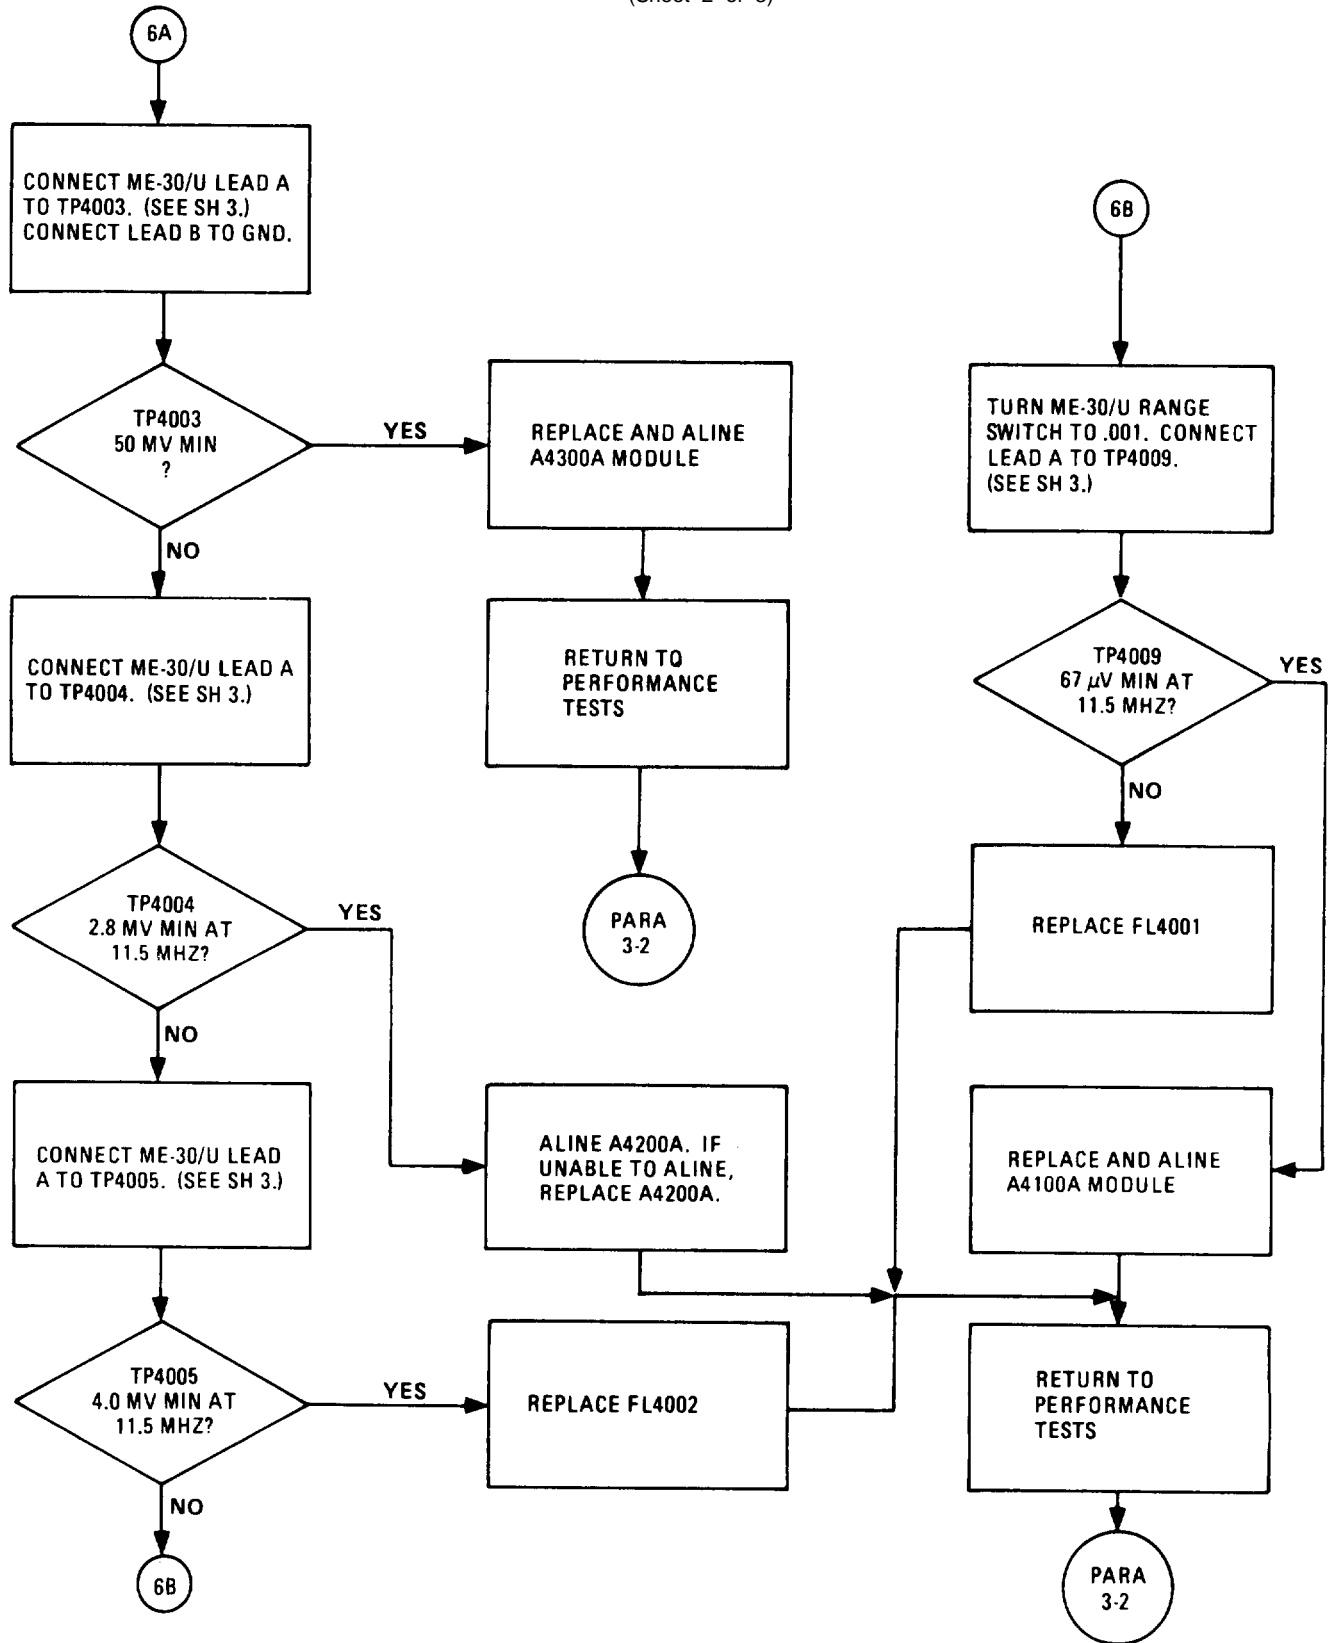 6A
CONNECT ME-30/U LEAD A
TO TP4003. (SEE SH 3.)
CONNECT LEAD B TO GND.
TP4003
50 MV MIN
?
YES
REPLACE AND ALINE
A4300A MODULE
NO
RETURN TO
PERFORMANCE
TESTS
PARA
3-2
CONNECT ME-30/U LEAD A
TO TP4004. (SEE SH 3.)
TP4004
2.8 MV MIN AT
11.5 MHZ?
YES
ALINE A4200A. IF
UNABLE TO ALINE,
REPLACE A4200A.
NO
CONNECT ME-30/U LEAD
A TO TP4005. (SEE SH 3.)
TP4005
4.0 MV MIN AT
11.5 MHZ?
YES
REPLACE FL4002
NO
6B
6B
TURN ME-30/U RANGE
SWITCH TO .001. CONNECT
LEAD A TO TP4009.
(SEE SH 3.)
TP4009
67 μV MIN AT
11.5 MHZ?
YES
NO
REPLACE FL4001
REPLACE AND ALINE
A4100A MODULE
RETURN TO
PERFORMANCE
TESTS
PARA
3-2